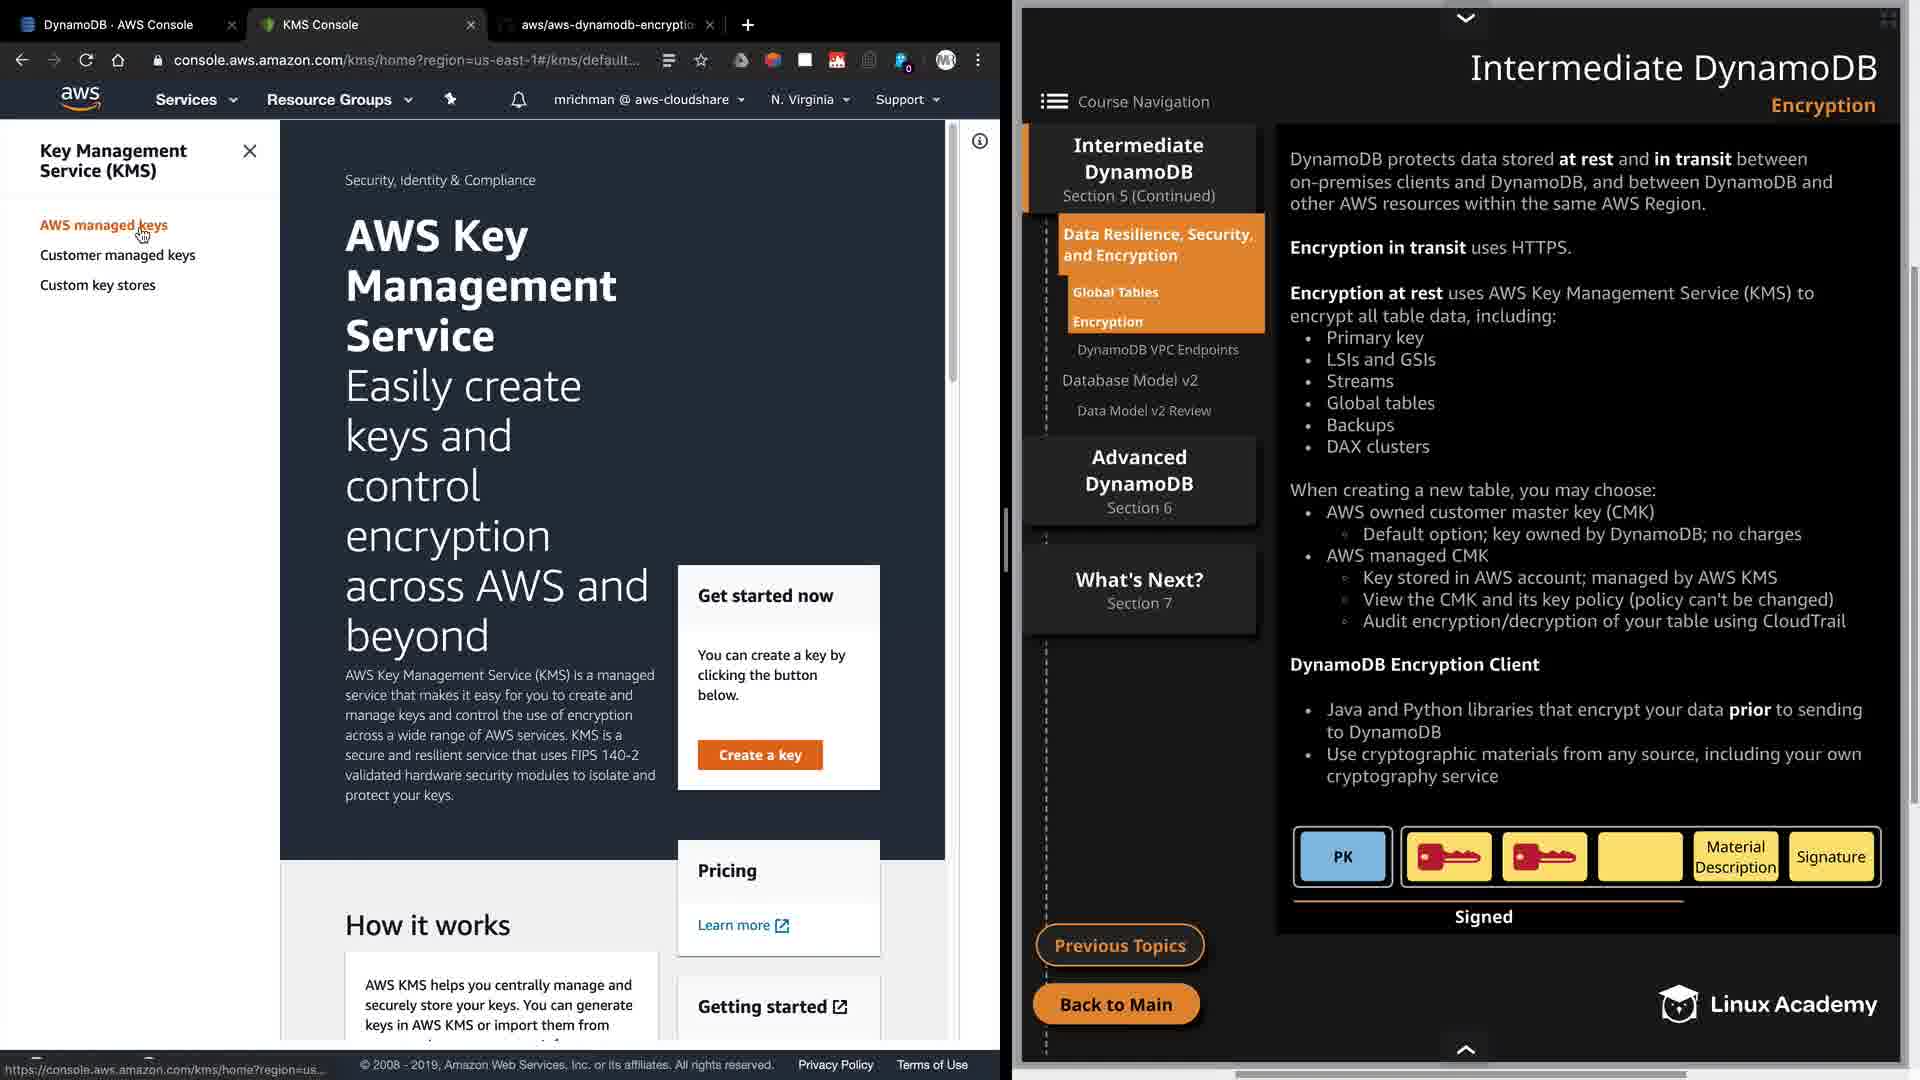 DynamoDB · AWS Console
KMS Console
aws/aws-dynamodb-encryptio
console.aws.amazon.com/kms/home?region=us-east-1#/kms/default...
0
aws
Services
Resource Groups
mrichman @ aws-cloudshare
N. Virginia
Support
Key Management
Service (KMS)
AWS managed keys
Customer managed keys
Custom key stores
Security, Identity & Compliance
AWS Key
Management
Service
Easily create
keys and
control
encryption
across AWS and
beyond
AWS Key Management Service (KMS) is a managed
service that makes it easy for you to create and
manage keys and control the use of encryption
across a wide range of AWS services. KMS is a
secure and resilient service that uses FIPS 140-2
validated hardware security modules to isolate and
protect your keys.
Get started now
You can create a key by
clicking the button
below.
Create a key
Pricing
Learn more
Getting started
How it works
AWS KMS helps you centrally manage and
securely store your keys. You can generate
keys in AWS KMS or import them from
https://console.aws.amazon.com/kms/home?region=us...
© 2008 - 2019, Amazon Web Services, Inc. or its affiliates. All rights reserved.
Privacy Policy
Terms of Use
Intermediate DynamoDB
Encryption
Course Navigation
Intermediate
DynamoDB
Section 5 (Continued)
Data Resilience, Security,
and Encryption
Global Tables
Encryption
DynamoDB VPC Endpoints
Database Model v2
Data Model v2 Review
Advanced
DynamoDB
Section 6
What's Next?
Section 7
Previous Topics
Back to Main
DynamoDB protects data stored at rest and in transit between
on-premises clients and DynamoDB, and between DynamoDB and
other AWS resources within the same AWS Region.
Encryption in transit uses HTTPS.
Encryption at rest uses AWS Key Management Service (KMS) to
encrypt all table data, including:
• Primary key
• LSIs and GSIs
• Streams
• Global tables
• Backups
• DAX clusters
When creating a new table, you may choose:
• AWS owned customer master key (CMK)
◦ Default option; key owned by DynamoDB; no charges
• AWS managed CMK
◦ Key stored in AWS account; managed by AWS KMS
◦ View the CMK and its key policy (policy can't be changed)
◦ Audit encryption/decryption of your table using CloudTrail
DynamoDB Encryption Client
• Java and Python libraries that encrypt your data prior to sending
to DynamoDB
• Use cryptographic materials from any source, including your own
cryptography service
PK
Material
Description
Signature
Signed
Linux Academy